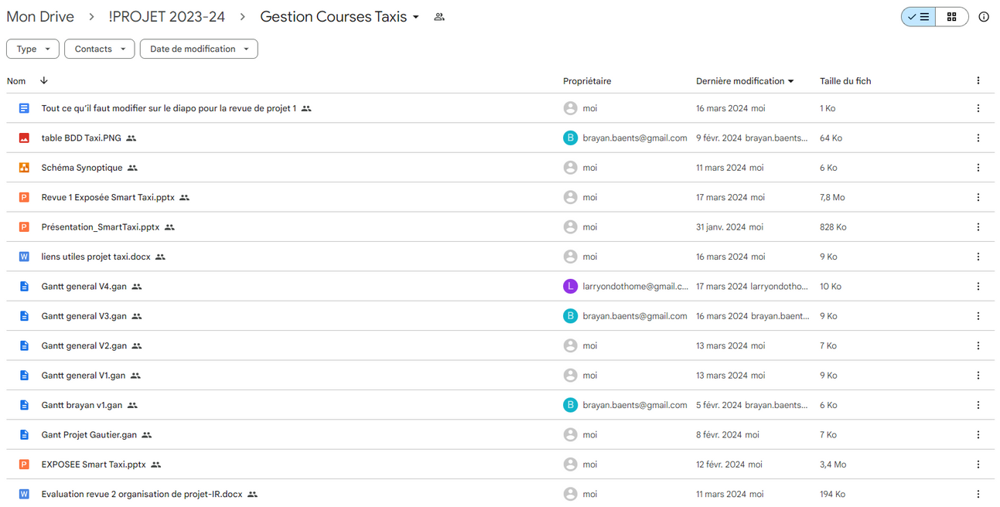 Mon Drive > !PROJET 2023-24 > Gestion Courses Taxis
Type Contacts Date de modification
Nom Propriétaire Dernière modification Taille du fich
Tout ce qu'il faut modifier sur le diapo pour la revue de projet 1 moi 16 mars 2024 moi 1 Ko
table BDD Taxi.PNG B brayan.baents@gmail.com 9 févr. 2024 brayan.baents... 64 Ko
Schéma Synoptique moi 11 mars 2024 moi 6 Ko
P Revue 1 Exposée Smart Taxi.pptx moi 17 mars 2024 moi 7,8 Mo
P Présentation_SmartTaxi.pptx moi 31 janv. 2024 moi 828 Ko
W liens utiles projet taxi.docx moi 16 mars 2024 moi 9 Ko
Gantt general V4.gan L larryondothome@gmail.c... 17 mars 2024 larryondotho... 10 Ko
Gantt general V3.gan B brayan.baents@gmail.com 16 mars 2024 brayan.baent... 9 Ko
Gantt general V2.gan moi 13 mars 2024 moi 7 Ko
Gantt general V1.gan moi 13 mars 2024 moi 9 Ko
Gantt brayan v1.gan B brayan.baents@gmail.com 5 févr. 2024 brayan.baents... 6 Ko
Gant Projet Gautier.gan moi 8 févr. 2024 moi 7 Ko
P EXPOSEE Smart Taxi.pptx moi 12 févr. 2024 moi 3,4 Mo
W Evaluation revue 2 organisation de projet-IR.docx moi 11 mars 2024 moi 194 Ko